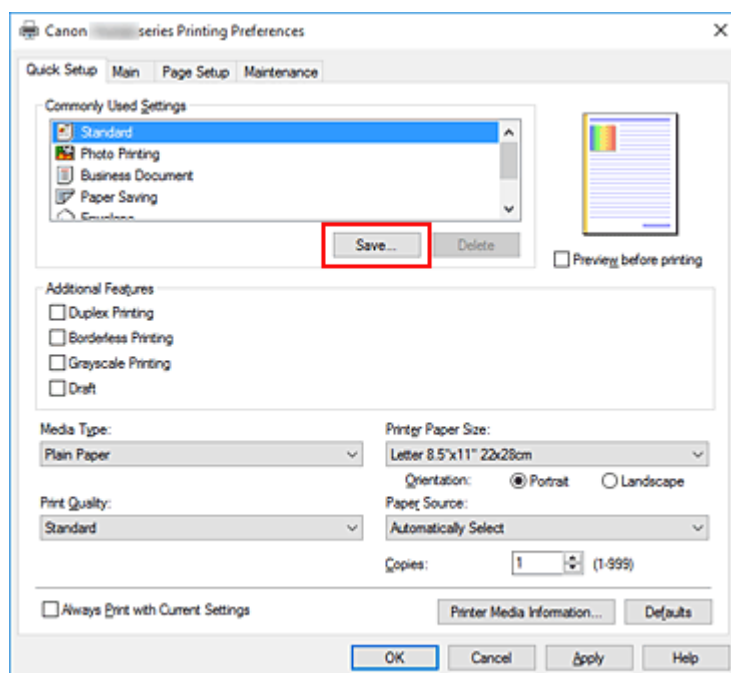 Canon series Printing Preferences
Quick Setup Main Page Setup Maintenance
Commonly Used Settings
Standard
Photo Printing
Business Document
Paper Saving
Envelope
Save... Delete
Preview before printing
Additional Features
Duplex Printing
Borderless Printing
Grayscale Printing
Draft
Media Type:
Plain Paper
Printer Paper Size:
Letter 8.5"x11" 22x28cm
Orientation: Portrait Landscape
Print Quality:
Standard
Paper Source:
Automatically Select
Copies: 1 (1-999)
Always Print with Current Settings
Printer Media Information... Defaults
OK Cancel Apply Help